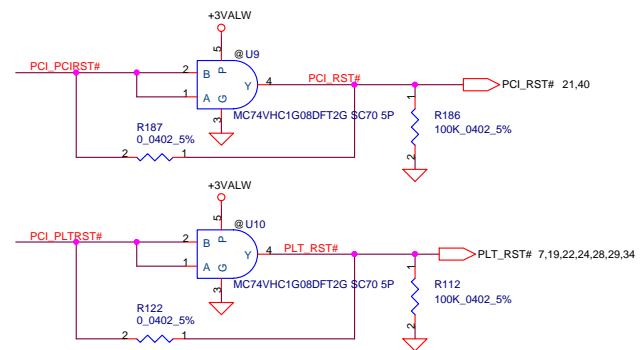 +3VALW
5
@ U9
PCI_PCIRST# 2 B P Y 4 PCI_RST# PCI_RST# 21,40
1 A G
3
MC74VHC1G08DFT2G SC70 5P
1
R186
100K_0402_5%
2
R187
0_0402_5%
2 1
+3VALW
5
@ U10
PCI_PLTRST# 2 B P Y 4 PLT_RST# PLT_RST# 7,19,22,24,28,29,34
1 A G
3
MC74VHC1G08DFT2G SC70 5P
1
R112
100K_0402_5%
2
R122
0_0402_5%
2 1